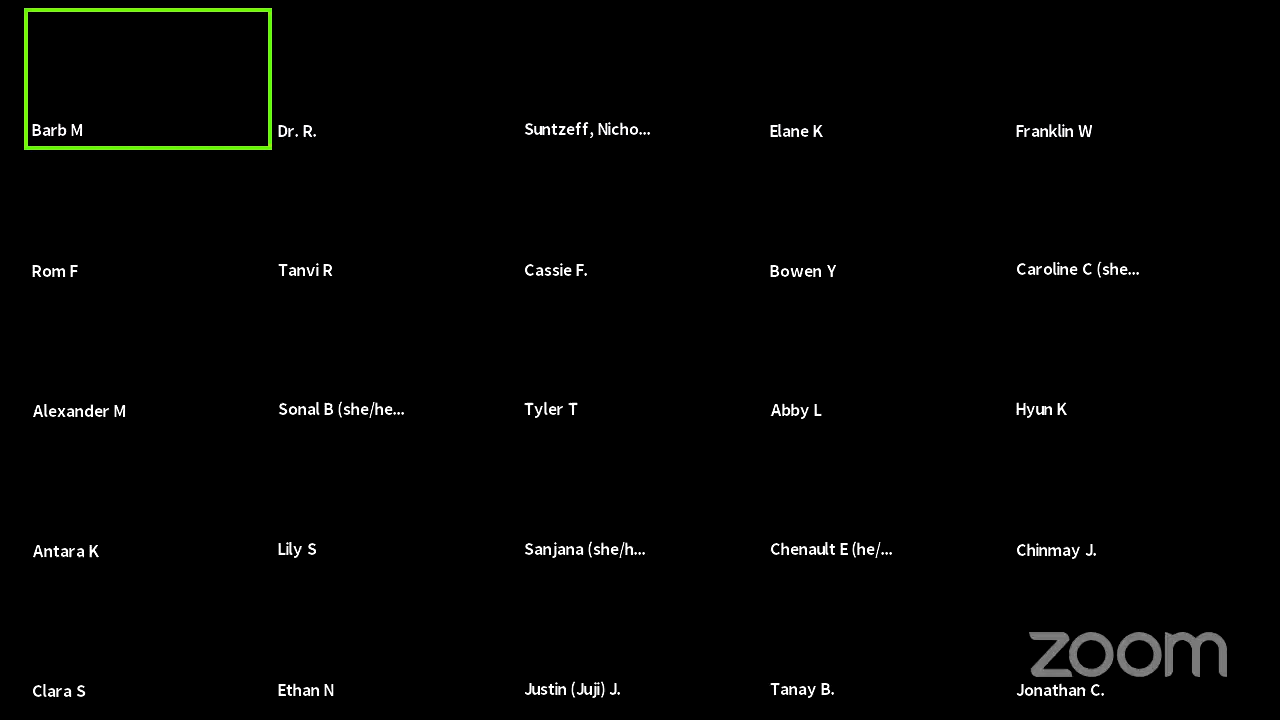 Barb M
Dr. R.
Suntzeff, Nicho...
Elane K
Franklin W
Rom F
Tanvi R
Cassie F.
Bowen Y
Caroline C (she...
Alexander M
Sonal B (she/he...
Tyler T
Abby L
Hyun K
Antara K
Lily S
Sanjana (she/h...
Chenault E (he/...
Chinmay J.
zoom
Clara S
Ethan N
Justin (Juji) J.
Tanay B.
Jonathan C.